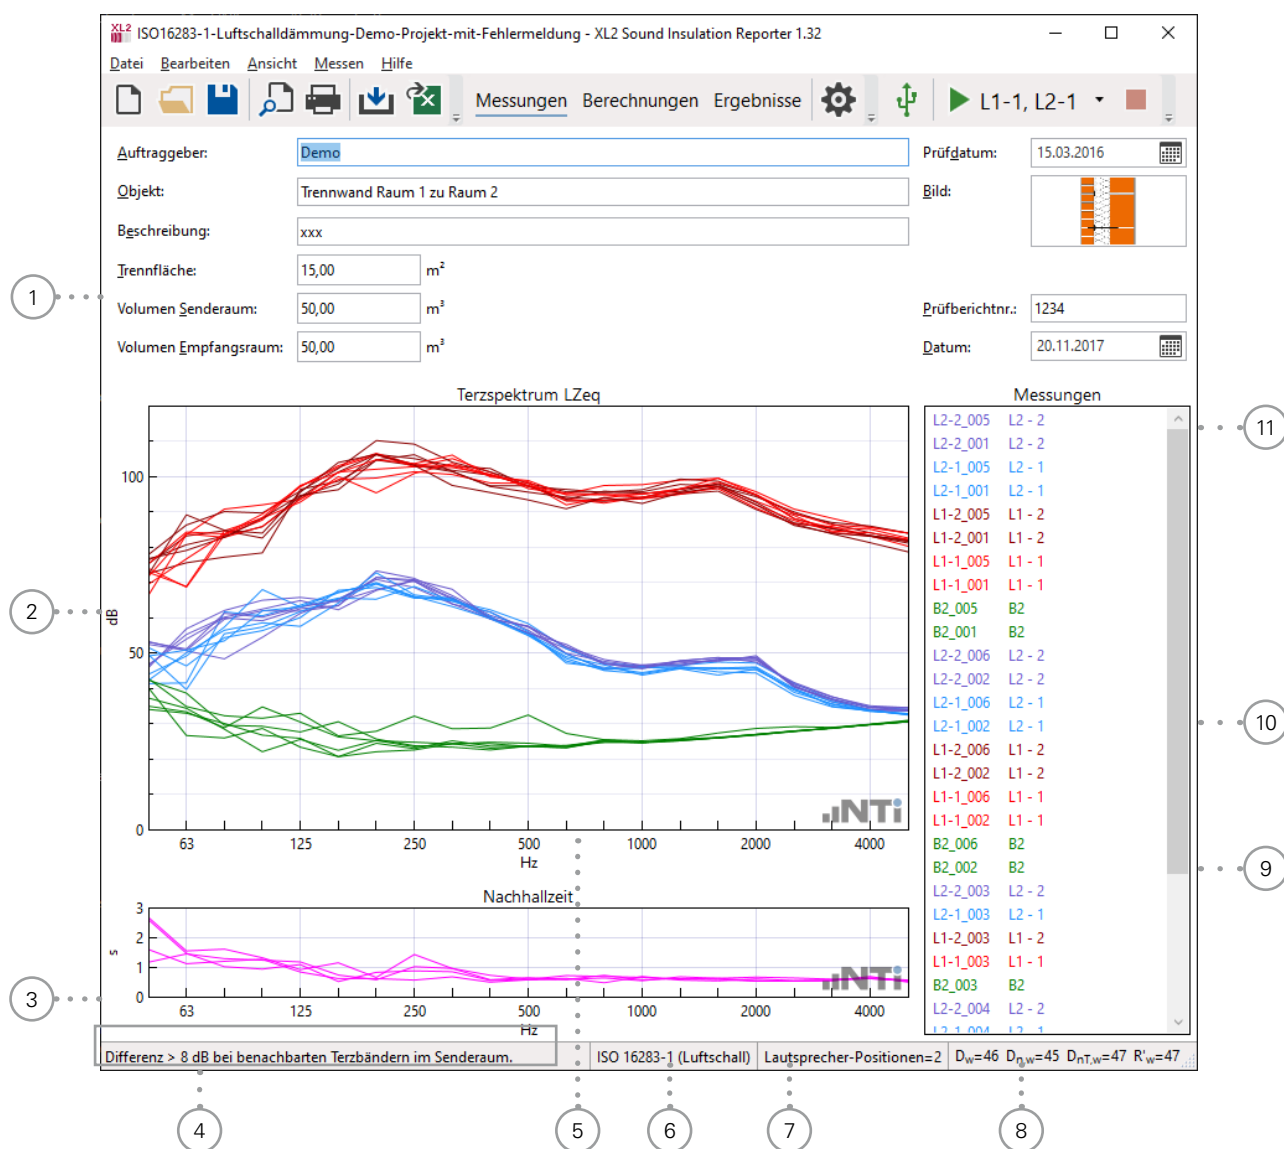 XL2 ISO16283-1-Luftschalldämmung-Demo-Projekt-mit-Fehlermeldung - XL2 Sound Insulation Reporter 1.32
Datei Bearbeiten Ansicht Messen Hilfe
Messungen Berechnungen Ergebnisse L1-1, L2-1
Auftraggeber: Demo Prüfdatum: 15.03.2016
Objekt: Trennwand Raum 1 zu Raum 2 Bild:
Beschreibung: xxx
Trennfläche: 15,00 m²
1
Volumen Senderaum: 50,00 m³ Prüfberichtnr.: 1234
Volumen Empfangsraum: 50,00 m³ Datum: 20.11.2017
Terzspektrum LZeq
100
50
0
dB
2
63 125 250 500 1000 2000 4000
Hz
NTi
Nachhallzeit
3
2
1
0
s
3
63 125 250 500 1000 2000 4000
Hz
NTi
Messungen
L2-2_005 L2 - 2
L2-2_001 L2 - 2
L2-1_005 L2 - 1
L2-1_001 L2 - 1
L1-2_005 L1 - 2
L1-2_001 L1 - 2
L1-1_005 L1 - 1
L1-1_001 L1 - 1
B2_005 B2
B2_001 B2
L2-2_006 L2 - 2
L2-2_002 L2 - 2
L2-1_006 L2 - 1
L2-1_002 L2 - 1
L1-2_006 L1 - 2
L1-2_002 L1 - 2
L1-1_006 L1 - 1
L1-1_002 L1 - 1
B2_006 B2
B2_002 B2
L2-2_003 L2 - 2
L2-1_003 L2 - 1
L1-2_003 L1 - 2
L1-1_003 L1 - 1
B2_003 B2
L2-2_004 L2 - 2
L2-1_004 L2 - 1
11
10
9
Differenz > 8 dB bei benachbarten Terzbändern im Senderaum. ISO 16283-1 (Luftschall) Lautsprecher-Positionen=2 Dw=46 Dn,w=45 DnT,w=47 R'w=47
4 5 6 7 8